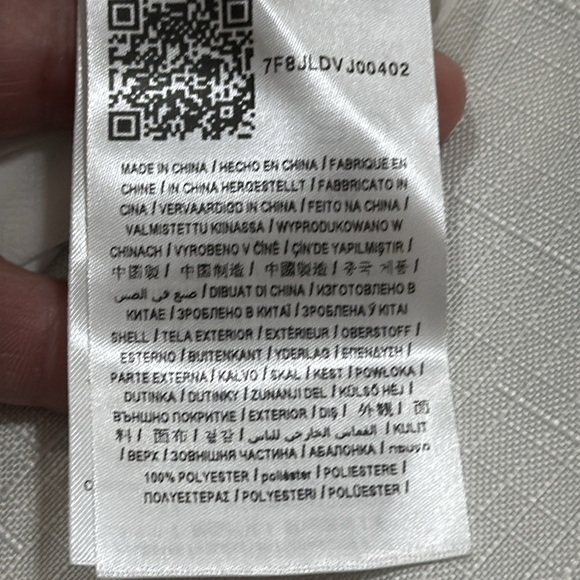 7F8JLDVJ00402
MADE IN CHINA / HECHO EN CHINA / FABRIQUE EN
CHINE / IN CHINA HERGESTELLT / FABBRICATO IN
CINA / VERVAARDIGD IN CHINA / FEITO NA CHINA /
VALMISTETTU KIINASSA / WYPRODUKOWANO W
CHINACH / VYROBENO V ČÍNĚ / ÇİN'DE YAPILMIŞTIR /
中国製 / 中国制造 / 中國製造 / 중국 제품 /
صنع في الصين / DIBUAT DI CHINA / ИЗГОТОВЛЕНО В
КИТАЕ / ЗРОБЛЕНО В КИТАЇ / ЗРОБЛЕНА Ў КІТАІ
SHELL / TELA EXTERIOR / EXTÉRIEUR / OBERSTOFF /
ESTERNO / BUITENKANT / YDERLAG / ΕΠΕΝΔΥΣΗ /
PARTE EXTERNA / KALVO / SKAL / KEST / POWŁOKA /
DUTINKA / DUTINKY / ZUNANJI DEL / KÜLSŐ HÉJ /
ВЪНШНО ПОКРИТИЕ / EXTERIOR / DIŞ / 外観 / 面
料 / 面布 / 겉감 / القماس الخارجي للباس / KULIT
/ ВЕРХ / ЗОВНІШНЯ ЧАСТИНА / АБАЛОНКА /
100% POLYESTER / poliéster / POLIESTERE /
ΠΟΛΥΕΣΤΕΡΑΣ / POLYESTERI / POLÜESTER /